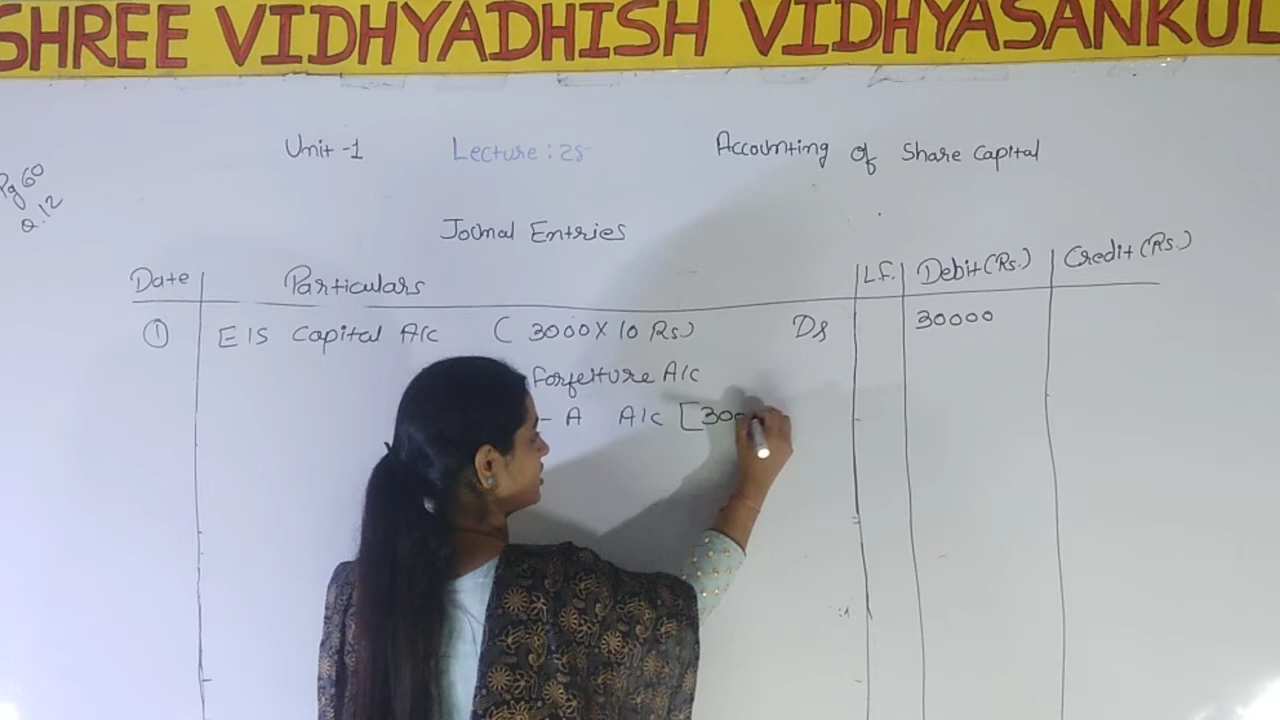 SHREE VIDHYADHISH VIDHYASANKUL
Unit-1 Lecture: 28 Accounting of Share Capital
Pg 60
Q.12
Journal Entries
Date Particulars L.F. Debit (Rs.) Credit (Rs.)
① E/S Capital A/c (3000 X 10 Rs) Dr 30000
Forfeiture A/c
- A A/c [300